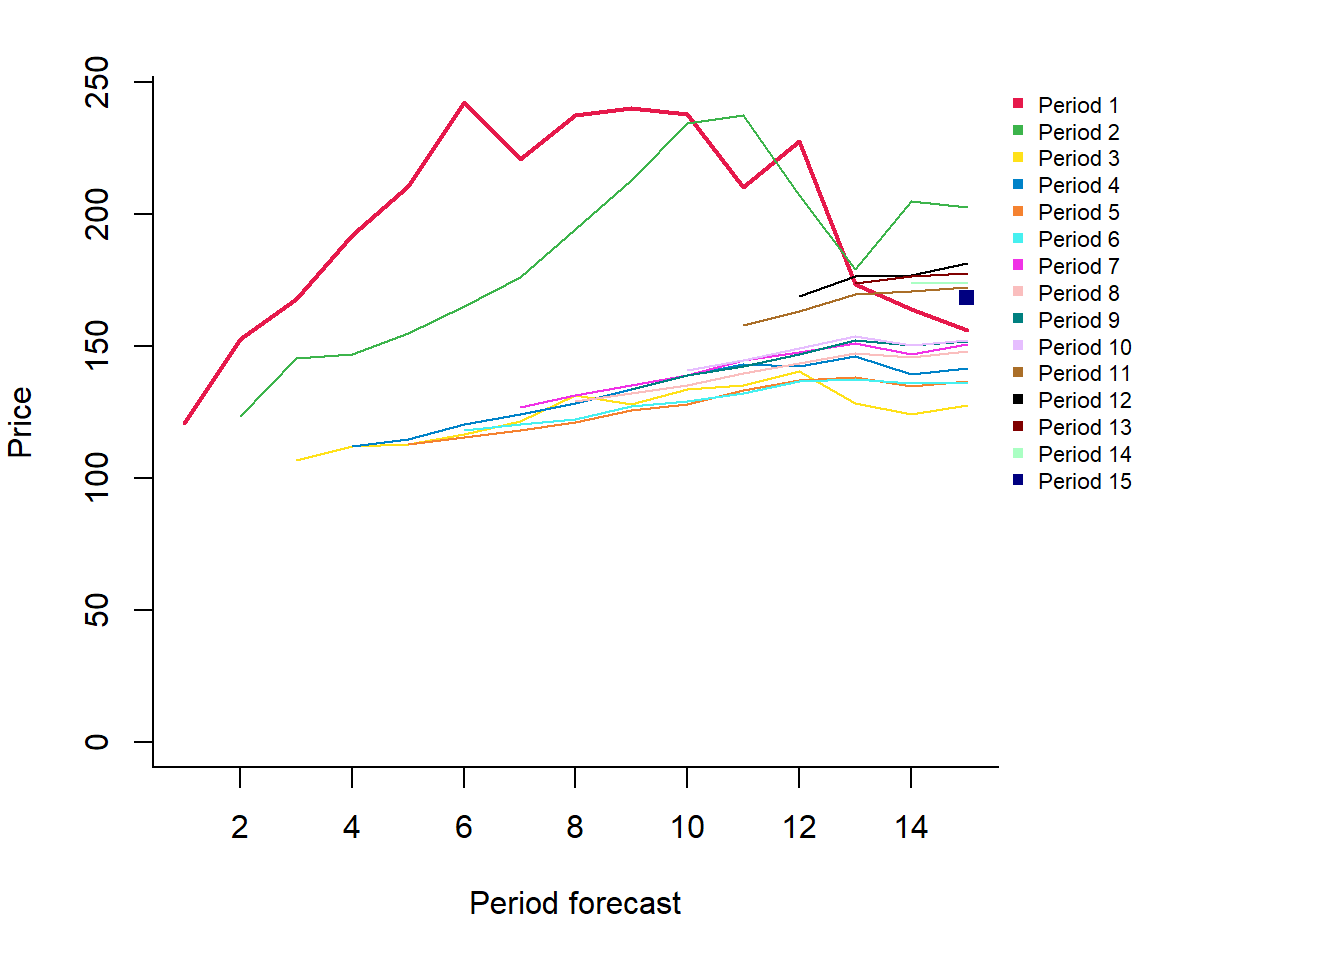 250
200
150
100
50
0
Price
2 4 6 8 10 12 14
Period forecast
Period 1
Period 2
Period 3
Period 4
Period 5
Period 6
Period 7
Period 8
Period 9
Period 10
Period 11
Period 12
Period 13
Period 14
Period 15